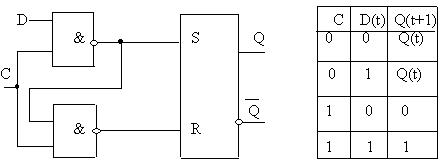 D
&
S
Q
C
&
R
Q
C D(t) Q(t+1)
0 0 Q(t)
0 1 Q(t)
1 0 0
1 1 1